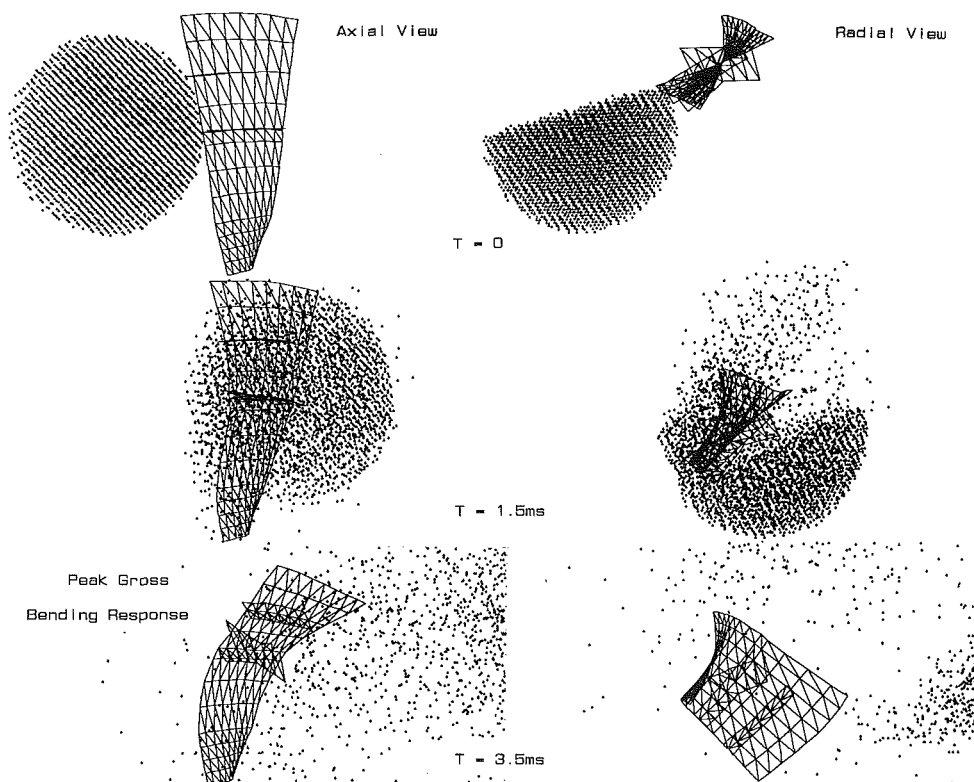 Axial View
Radial View
T = 0
T = 1.5ms
Peak Gross
Bending Response
T = 3.5ms